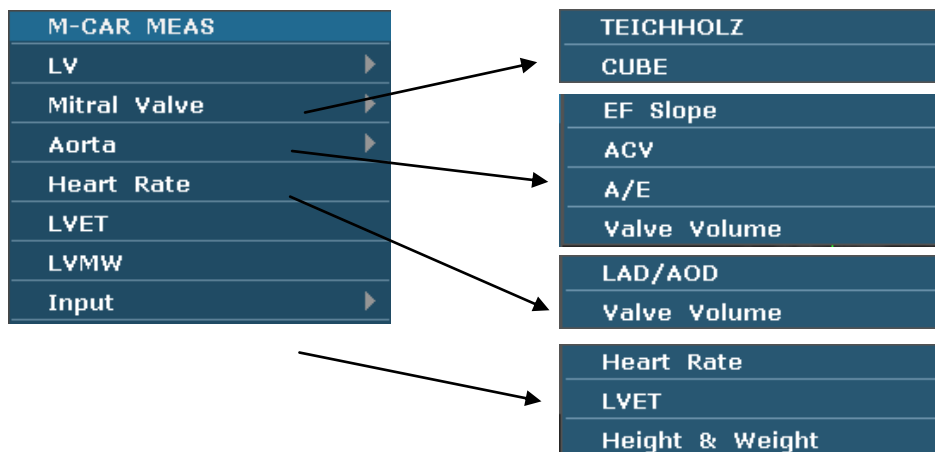 M-CAR MEAS
LV
Mitral Valve
Aorta
Heart Rate
LVET
LVMW
Input
TEICHHOLZ
CUBE
EF Slope
ACV
A/E
Valve Volume
LAD/AOD
Valve Volume
Heart Rate
LVET
Height & Weight